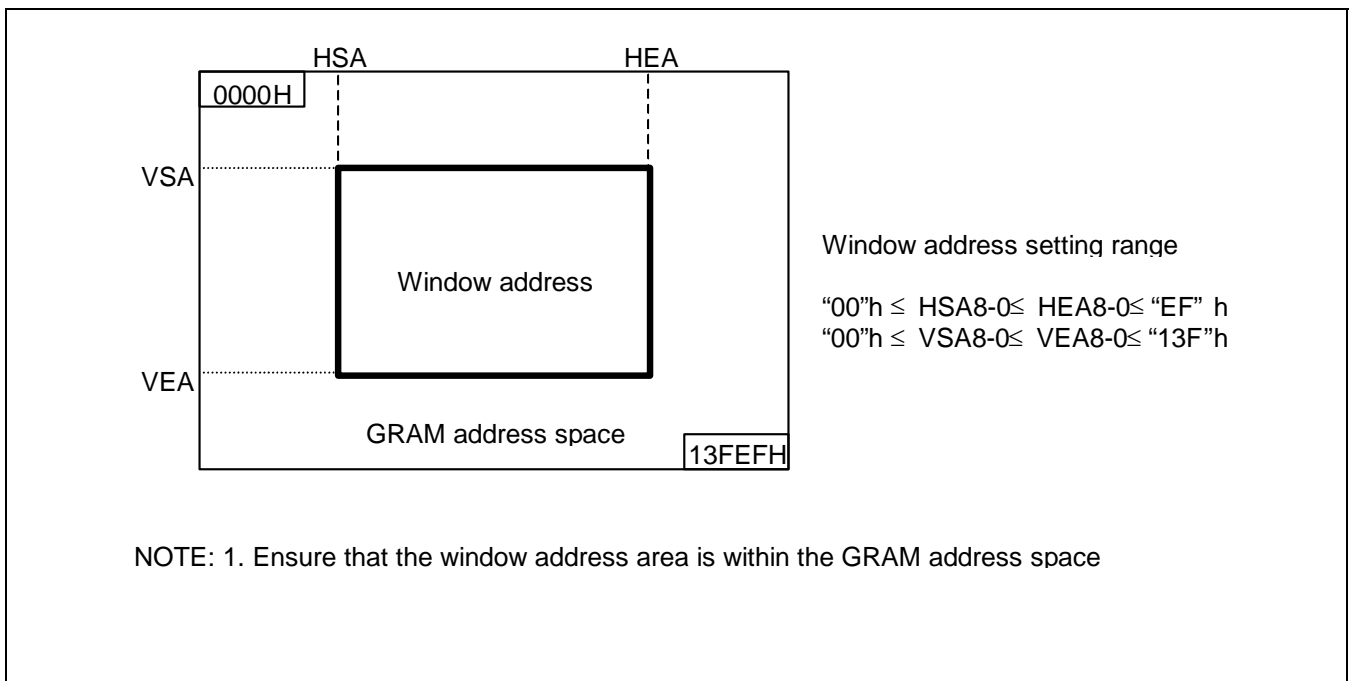 HSA HEA
0000H
VSA
Window address setting range
Window address
“00”h ≤ HSA8-0≤ HEA8-0≤ “EF” h
“00”h ≤ VSA8-0≤ VEA8-0≤ “13F”h
VEA
GRAM address space
13FEFH
NOTE: 1. Ensure that the window address area is within the GRAM address space